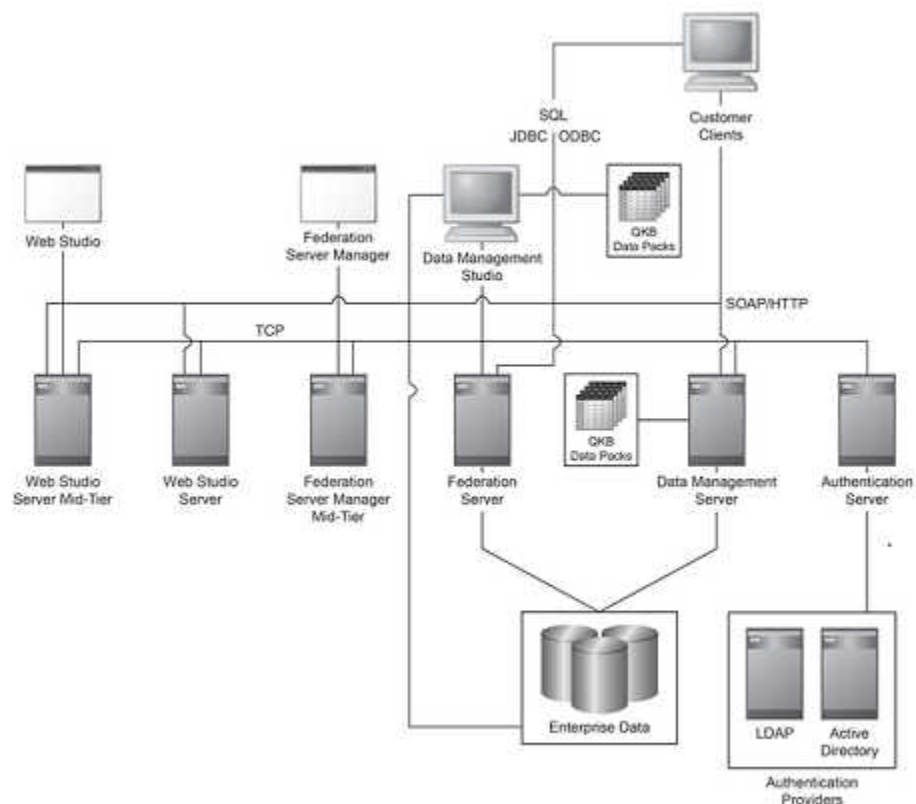 Customer
Clients
SQL
JDBC
ODBC
QKB
Data Packs
Web Studio
Federation
Server Manager
Data Management
Studio
SOAP/HTTP
TCP
QKB
Data Packs
Web Studio
Server Mid-Tier
Web Studio
Server
Federation
Server Manager
Mid-Tier
Federation
Server
Data Management
Server
Authentication
Server
Enterprise Data
LDAP
Active
Directory
Authentication
Providers